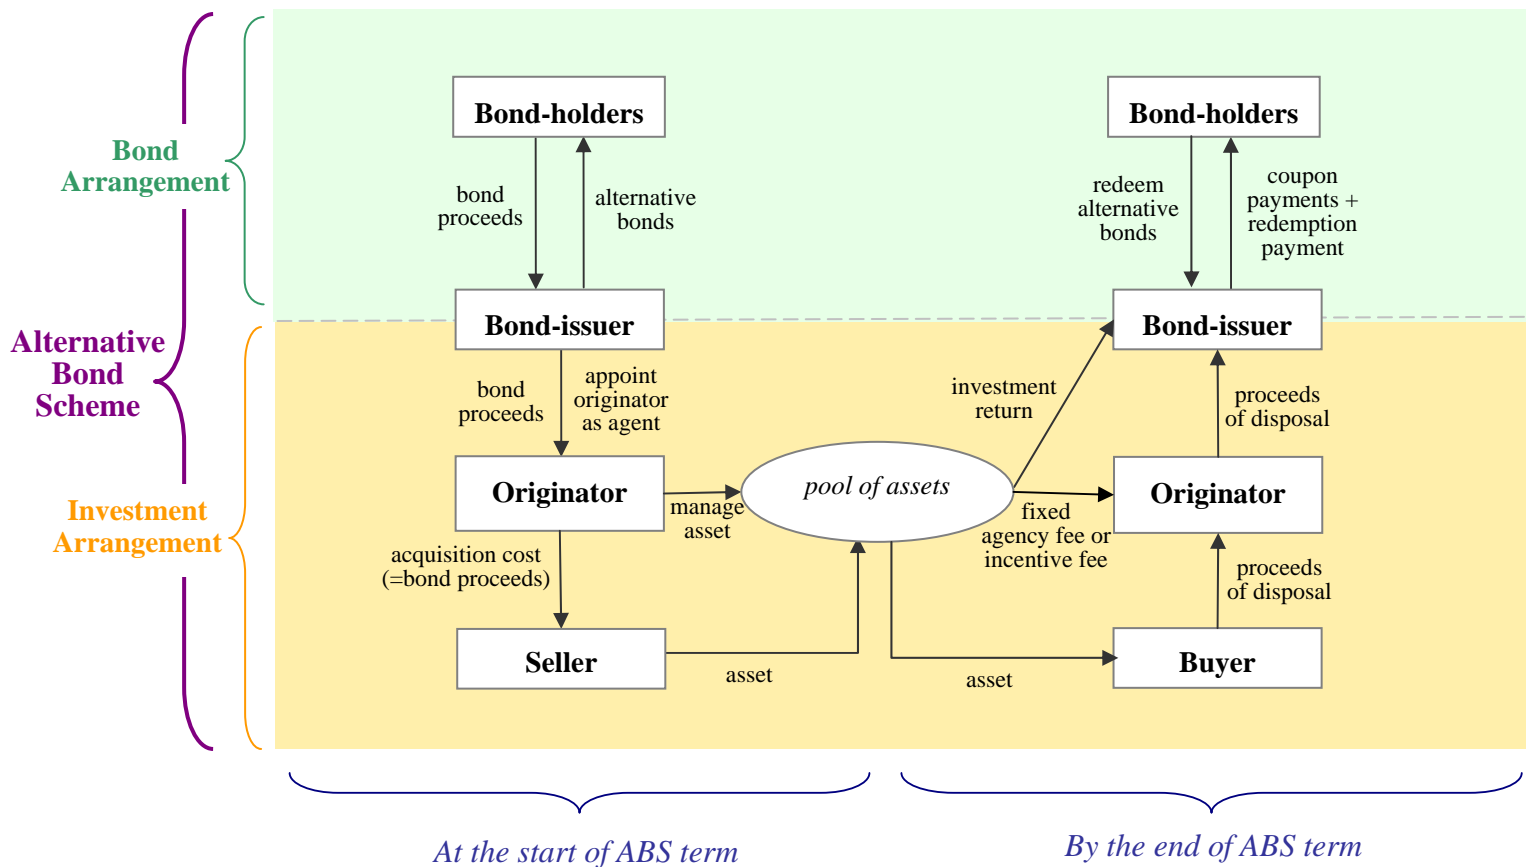 Bond
Arrangement
Alternative
Bond
Scheme
Investment
Arrangement
Bond-holders
bond
proceeds
alternative
bonds
Bond-issuer
bond
proceeds
appoint
originator
as agent
Originator
manage
asset
acquisition cost
(=bond proceeds)
Seller
asset
pool of assets
Bond-holders
redeem
alternative
bonds
coupon
payments +
redemption
payment
Bond-issuer
investment
return
proceeds
of disposal
Originator
fixed
agency fee or
incentive fee
proceeds
of disposal
Buyer
asset
At the start of ABS term
By the end of ABS term